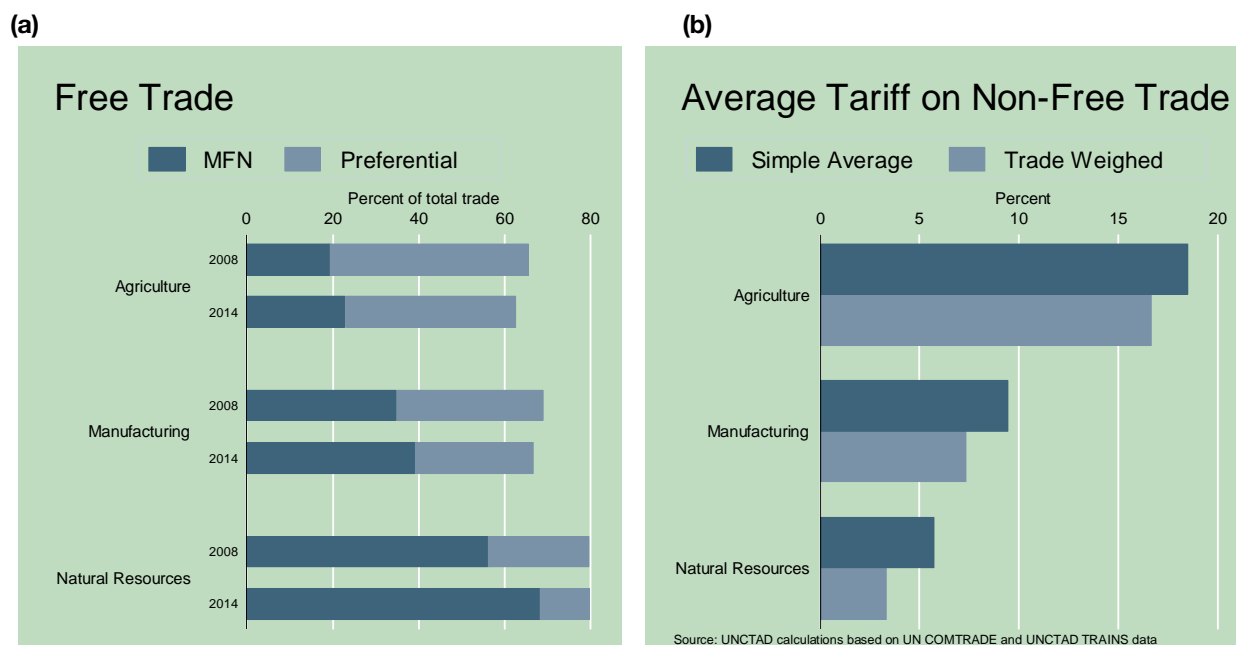 (a)
Free Trade
MFN Preferential
Percent of total trade
0 20 40 60 80
2008
Agriculture
2014
2008
Manufacturing
2014
2008
Natural Resources
2014
(b)
Average Tariff on Non-Free Trade
Simple Average Trade Weighed
Percent
0 5 10 15 20
Agriculture
Manufacturing
Natural Resources
Source: UNCTAD calculations based on UN COMTRADE and UNCTAD TRAINS data